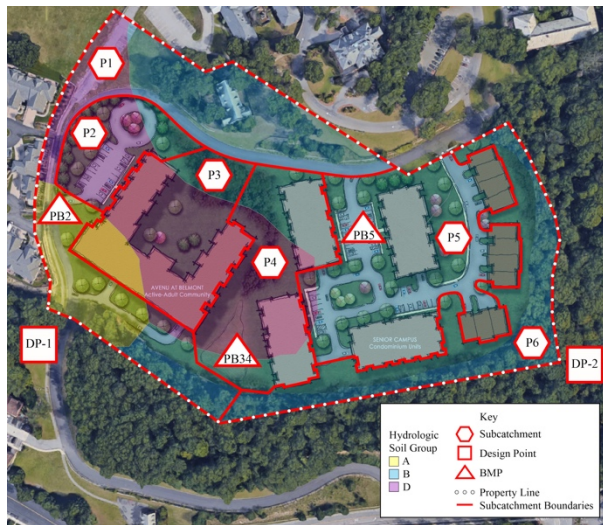 P1
P2
P3
PB2
PB5
P5
P4
AVENU AT BELMONT
Active-Adult Community
DP-1
PB34
SENIOR CAMPUS
Condominium Units
P6
DP-2
Hydrologic
Soil Group
A
B
D
Key
Subcatchment
Design Point
BMP
Property Line
Subcatchment Boundaries